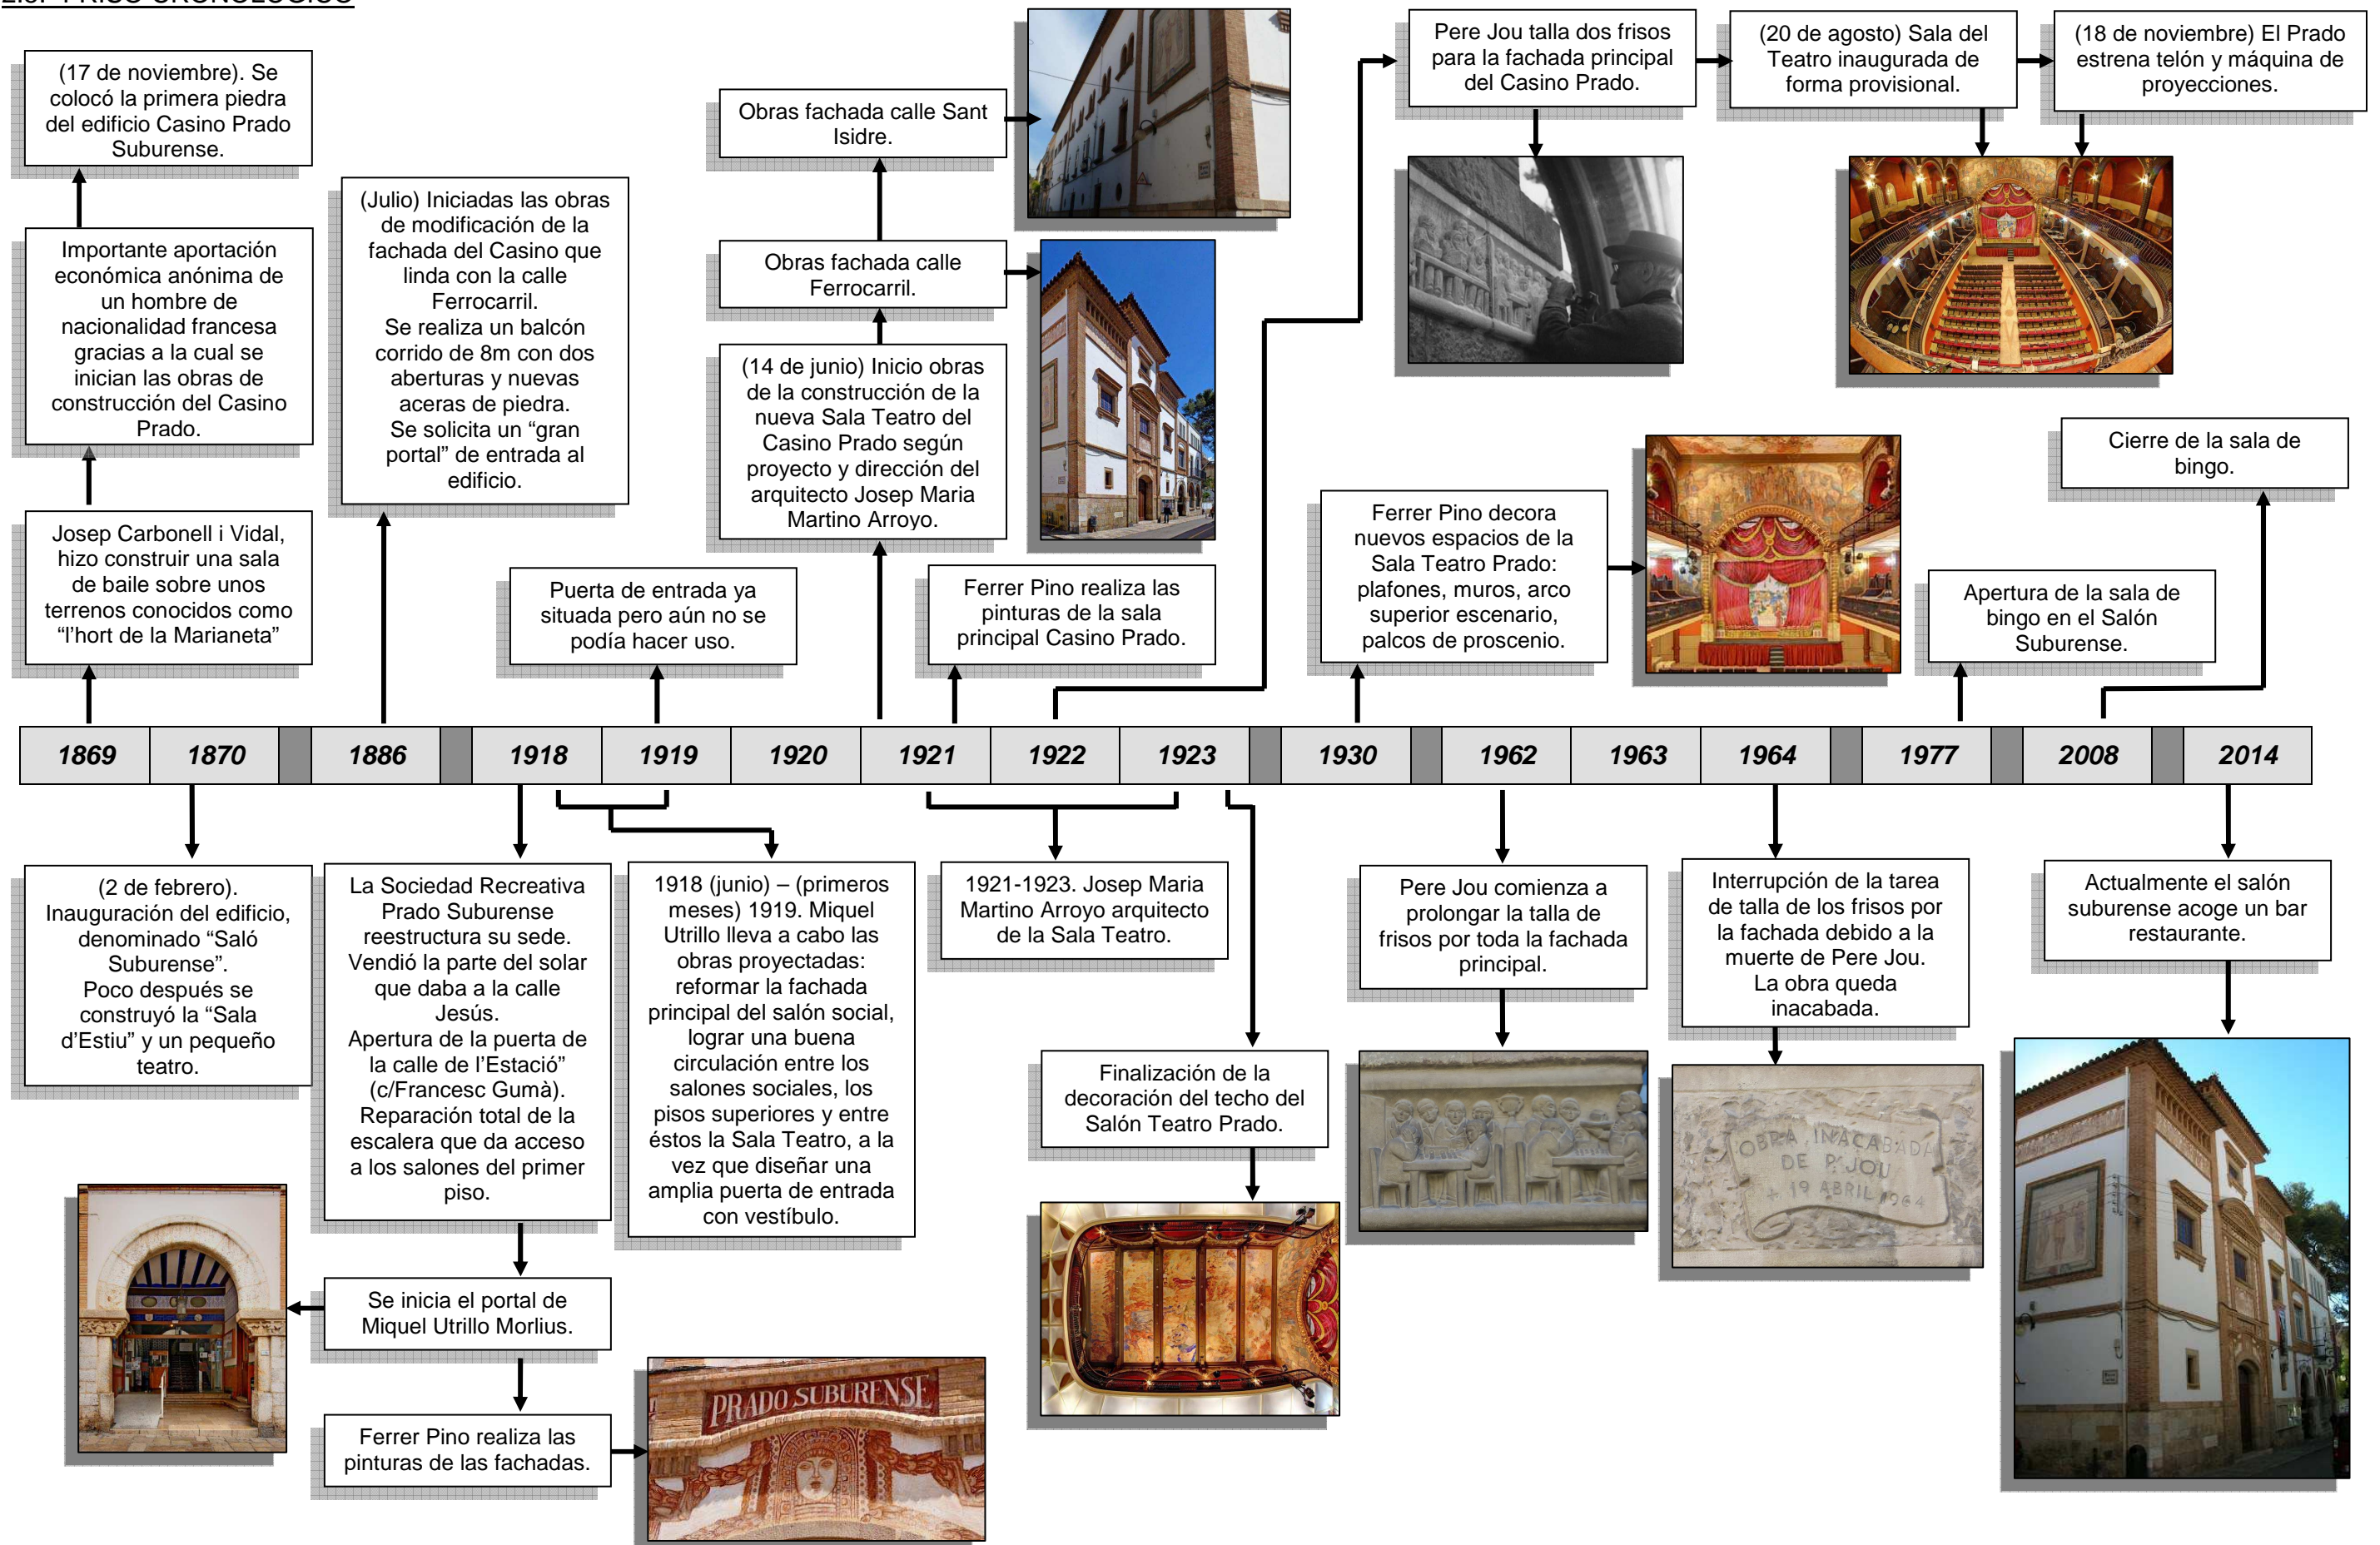 2.3. FRISO CRONOLÓGICO
(17 de noviembre). Se
colocó la primera piedra
del edificio Casino Prado
Suburense.
Importante aportación
económica anónima de
un hombre de
nacionalidad francesa
gracias a la cual se
inician las obras de
construcción del Casino
Prado.
Josep Carbonell i Vidal,
hizo construir una sala
de baile sobre unos
terrenos conocidos como
“l’hort de la Marianeta”
(Julio) Iniciadas las obras
de modificación de la
fachada del Casino que
linda con la calle
Ferrocarril.
Se realiza un balcón
corrido de 8m con dos
aberturas y nuevas
aceras de piedra.
Se solicita un “gran
portal” de entrada al
edificio.
Puerta de entrada ya
situada pero aún no se
podía hacer uso.
Obras fachada calle Sant
Isidre.
Obras fachada calle
Ferrocarril.
(14 de junio) Inicio obras
de la construcción de la
nueva Sala Teatro del
Casino Prado según
proyecto y dirección del
arquitecto Josep Maria
Martino Arroyo.
Ferrer Pino realiza las
pinturas de la sala
principal Casino Prado.
Pere Jou talla dos frisos
para la fachada principal
del Casino Prado.
(20 de agosto) Sala del
Teatro inaugurada de
forma provisional.
(18 de noviembre) El Prado
estrena telón y máquina de
proyecciones.
Ferrer Pino decora
nuevos espacios de la
Sala Teatro Prado:
plafones, muros, arco
superior escenario,
palcos de proscenio.
Cierre de la sala de
bingo.
Apertura de la sala de
bingo en el Salón
Suburense.
1869 1870 1886 1918 1919 1920 1921 1922 1923 1930 1962 1963 1964 1977 2008 2014
(2 de febrero).
Inauguración del edificio,
denominado “Saló
Suburense”.
Poco después se
construyó la “Sala
d’Estiu” y un pequeño
teatro.
La Sociedad Recreativa
Prado Suburense
reestructura su sede.
Vendió la parte del solar
que daba a la calle
Jesús.
Apertura de la puerta de
la calle de l’Estació”
(c/Francesc Gumà).
Reparación total de la
escalera que da acceso
a los salones del primer
piso.
Se inicia el portal de
Miquel Utrillo Morlius.
Ferrer Pino realiza las
pinturas de las fachadas.
PRADO SUBURENSE
1918 (junio) – (primeros
meses) 1919. Miquel
Utrillo lleva a cabo las
obras proyectadas:
reformar la fachada
principal del salón social,
lograr una buena
circulación entre los
salones sociales, los
pisos superiores y entre
éstos la Sala Teatro, a la
vez que diseñar una
amplia puerta de entrada
con vestíbulo.
1921-1923. Josep Maria
Martino Arroyo arquitecto
de la Sala Teatro.
Finalización de la
decoración del techo del
Salón Teatro Prado.
Pere Jou comienza a
prolongar la talla de
frisos por toda la fachada
principal.
Interrupción de la tarea
de talla de los frisos por
la fachada debido a la
muerte de Pere Jou.
La obra queda
inacabada.
OBRA INACABADA
DE P. JOU
+ 19 ABRIL 1964
Actualmente el salón
suburense acoge un bar
restaurante.